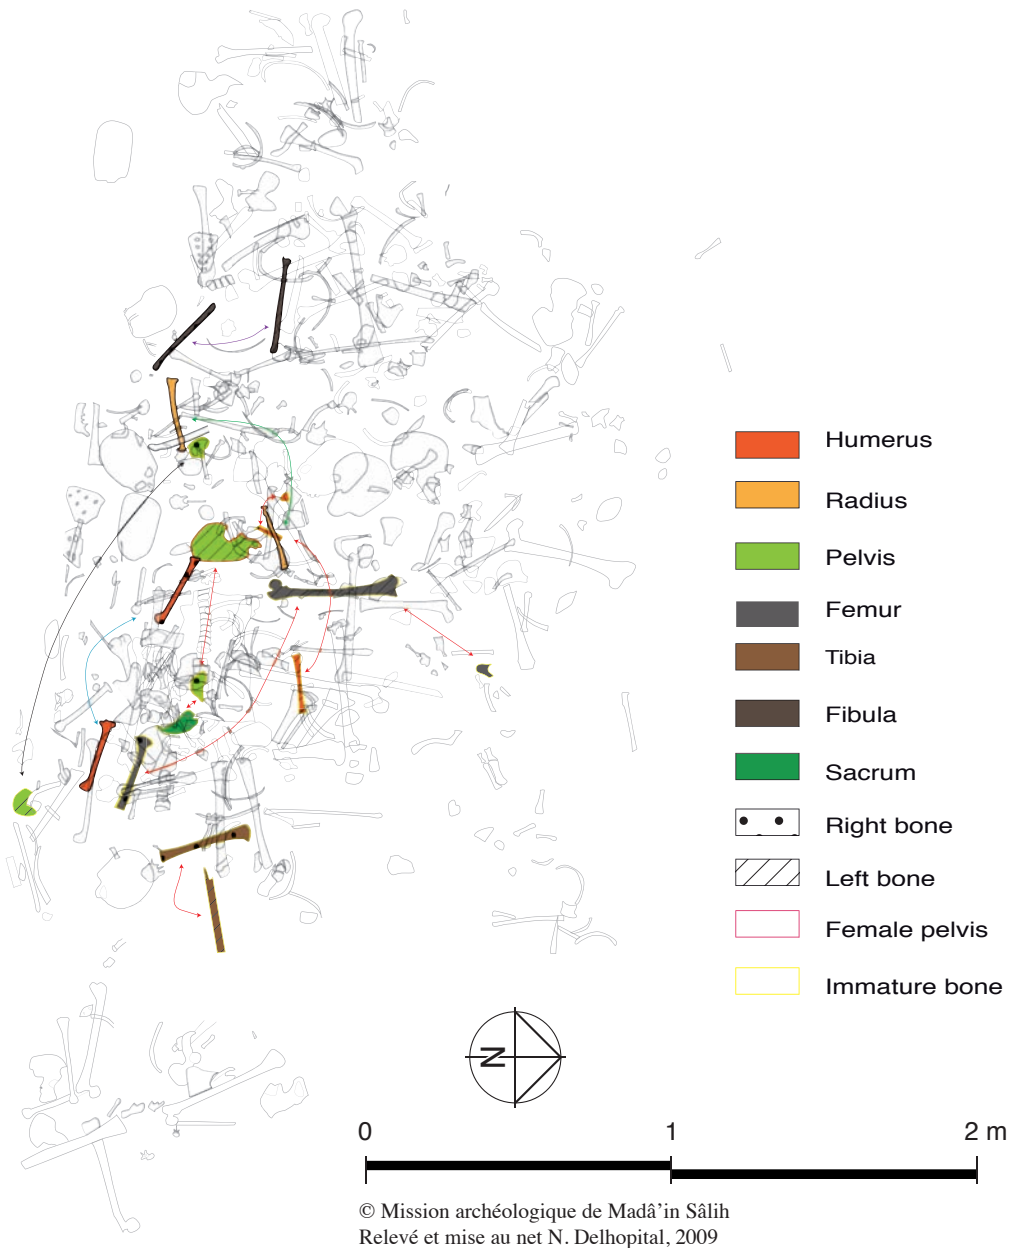 Humerus
Radius
Pelvis
Femur
Tibia
Fibula
Sacrum
Right bone
Left bone
Female pelvis
Immature bone
N
0 1 2 m
© Mission archéologique de Madâ’in Sâlih
Relevé et mise au net N. Delhopital, 2009